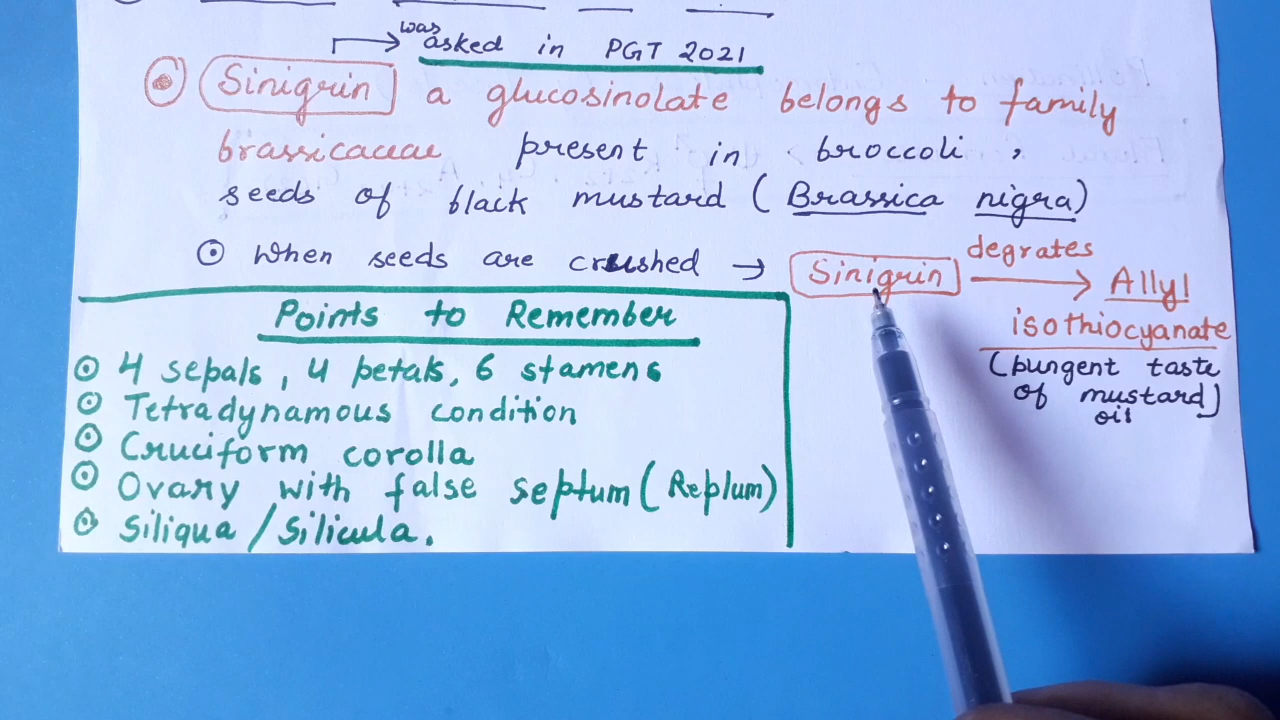 was
asked in PGT 2021
Sinigrin a glucosinolate belongs to family
brassicaceae present in broccoli ,
seeds of black mustard ( Brassica nigra )
When seeds are crushed → Sinigrin degrates → Allyl
isothiocyanate
(pungent taste
of mustard)
oil
Points to Remember
4 sepals , 4 petals, 6 stamens
Tetradynamous condition
Cruciform corolla
Ovary with false septum ( Replum)
Siliqua / Silicula.